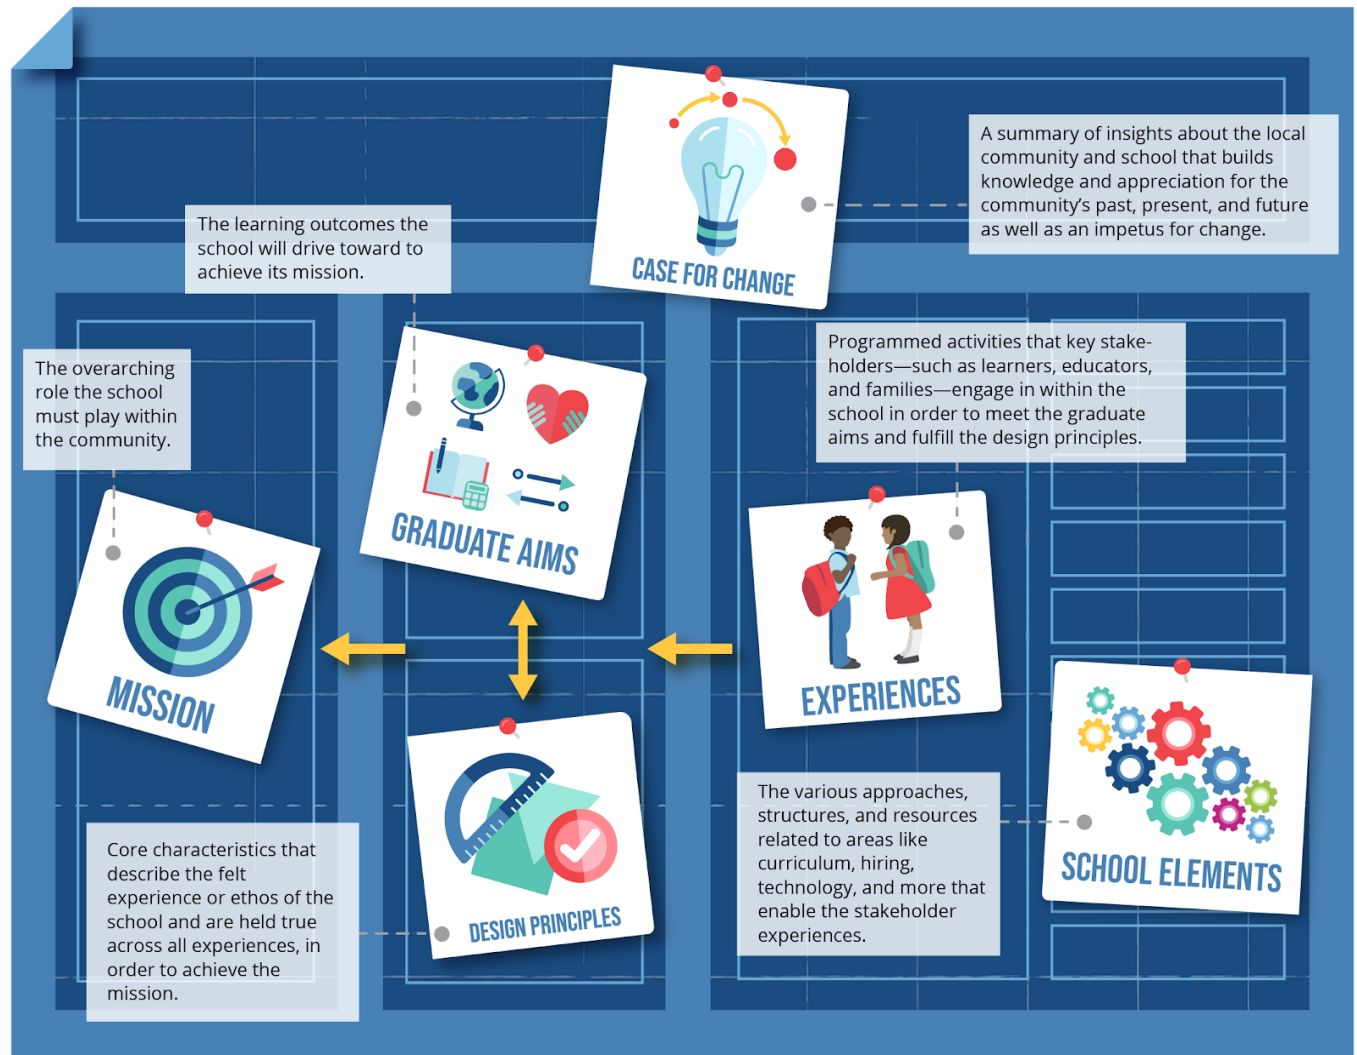 CASE FOR CHANGE
A summary of insights about the local
community and school that builds
knowledge and appreciation for the
community’s past, present, and future
as well as an impetus for change.
The learning outcomes the
school will drive toward to
achieve its mission.
GRADUATE AIMS
The overarching
role the school
must play within
the community.
MISSION
Programmed activities that key stake-
holders—such as learners, educators,
and families—engage in within the
school in order to meet the graduate
aims and fulfill the design principles.
EXPERIENCES
Core characteristics that
describe the felt
experience or ethos of the
school and are held true
across all experiences, in
order to achieve the
mission.
DESIGN PRINCIPLES
The various approaches,
structures, and resources
related to areas like
curriculum, hiring,
technology, and more that
enable the stakeholder
experiences.
SCHOOL ELEMENTS